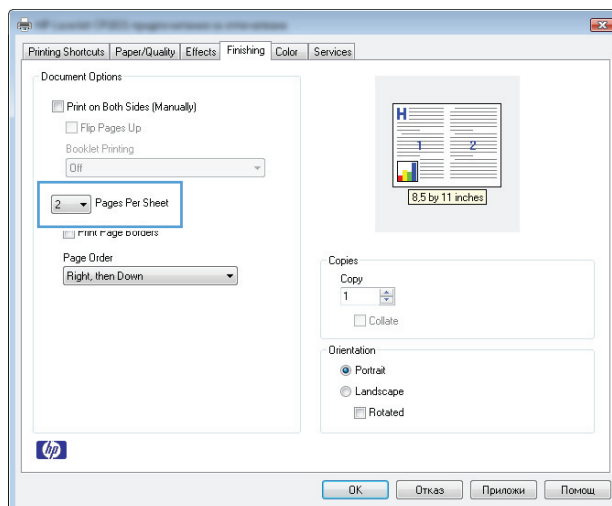 Printing Shortcuts Paper/Quality Effects Finishing Color Services
Document Options
Print on Both Sides (Manually)
Flip Pages Up
Booklet Printing
Off
2 Pages Per Sheet
Print Page Borders
Page Order
Right, then Down
H
1 2
8,5 by 11 inches
Copies
Copy
1
Collate
Orientation
Portrait
Landscape
Rotated
hp
OK Отказ Приложи Помощ